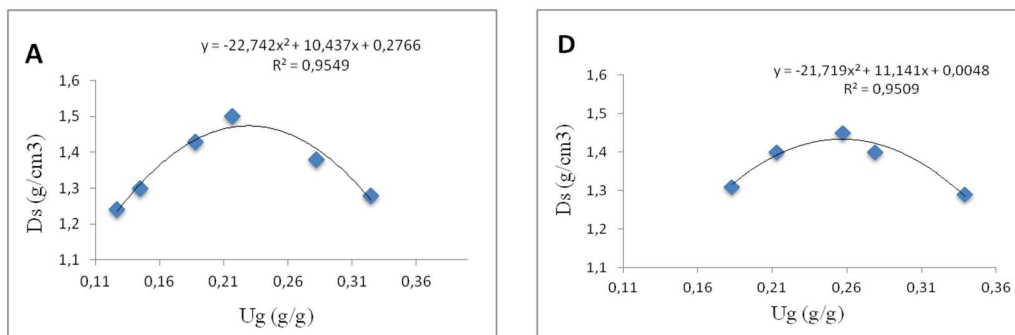 A
y = -22,742x² + 10,437x + 0,2766
R² = 0,9549
1,6
1,5
1,4
1,3
1,2
1,1
Ds (g/cm3)
0,11
0,16
0,21
0,26
0,31
0,36
Ug (g/g)
D
y = -21,719x² + 11,141x + 0,0048
R² = 0,9509
1,6
1,5
1,4
1,3
1,2
1,1
Ds (g/cm3)
0,11
0,16
0,21
0,26
0,31
0,36
Ug (g/g)